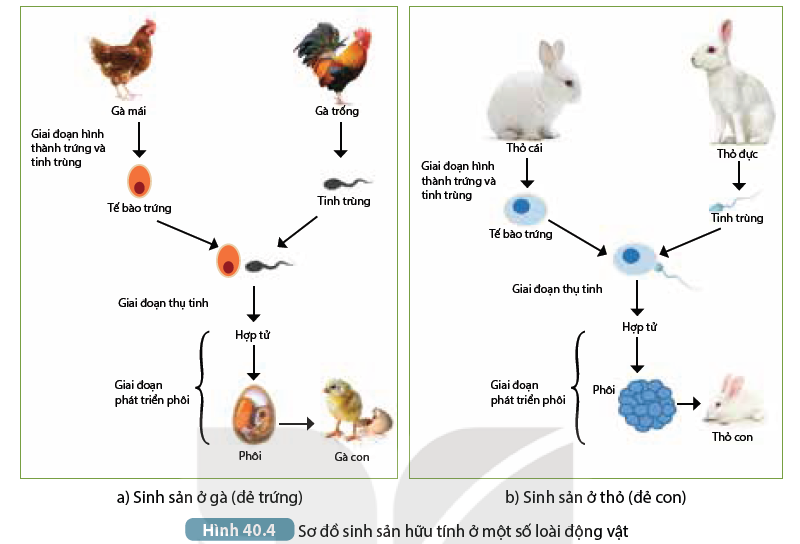 Gà mái
Gà trống
Giai đoạn hình
thành trứng và
tinh trùng
Tế bào trứng
Tinh trùng
Giai đoạn thụ tinh
Hợp tử
Giai đoạn
phát triển phôi
Phôi
Gà con
a) Sinh sản ở gà (đẻ trứng)
Thỏ cái
Thỏ đực
Giai đoạn hình
thành trứng và
tinh trùng
Tế bào trứng
Tinh trùng
Giai đoạn thụ tinh
Hợp tử
Giai đoạn
phát triển phôi
Phôi
Thỏ con
b) Sinh sản ở thỏ (đẻ con)
Hình 40.4 Sơ đồ sinh sản hữu tính ở một số loài động vật